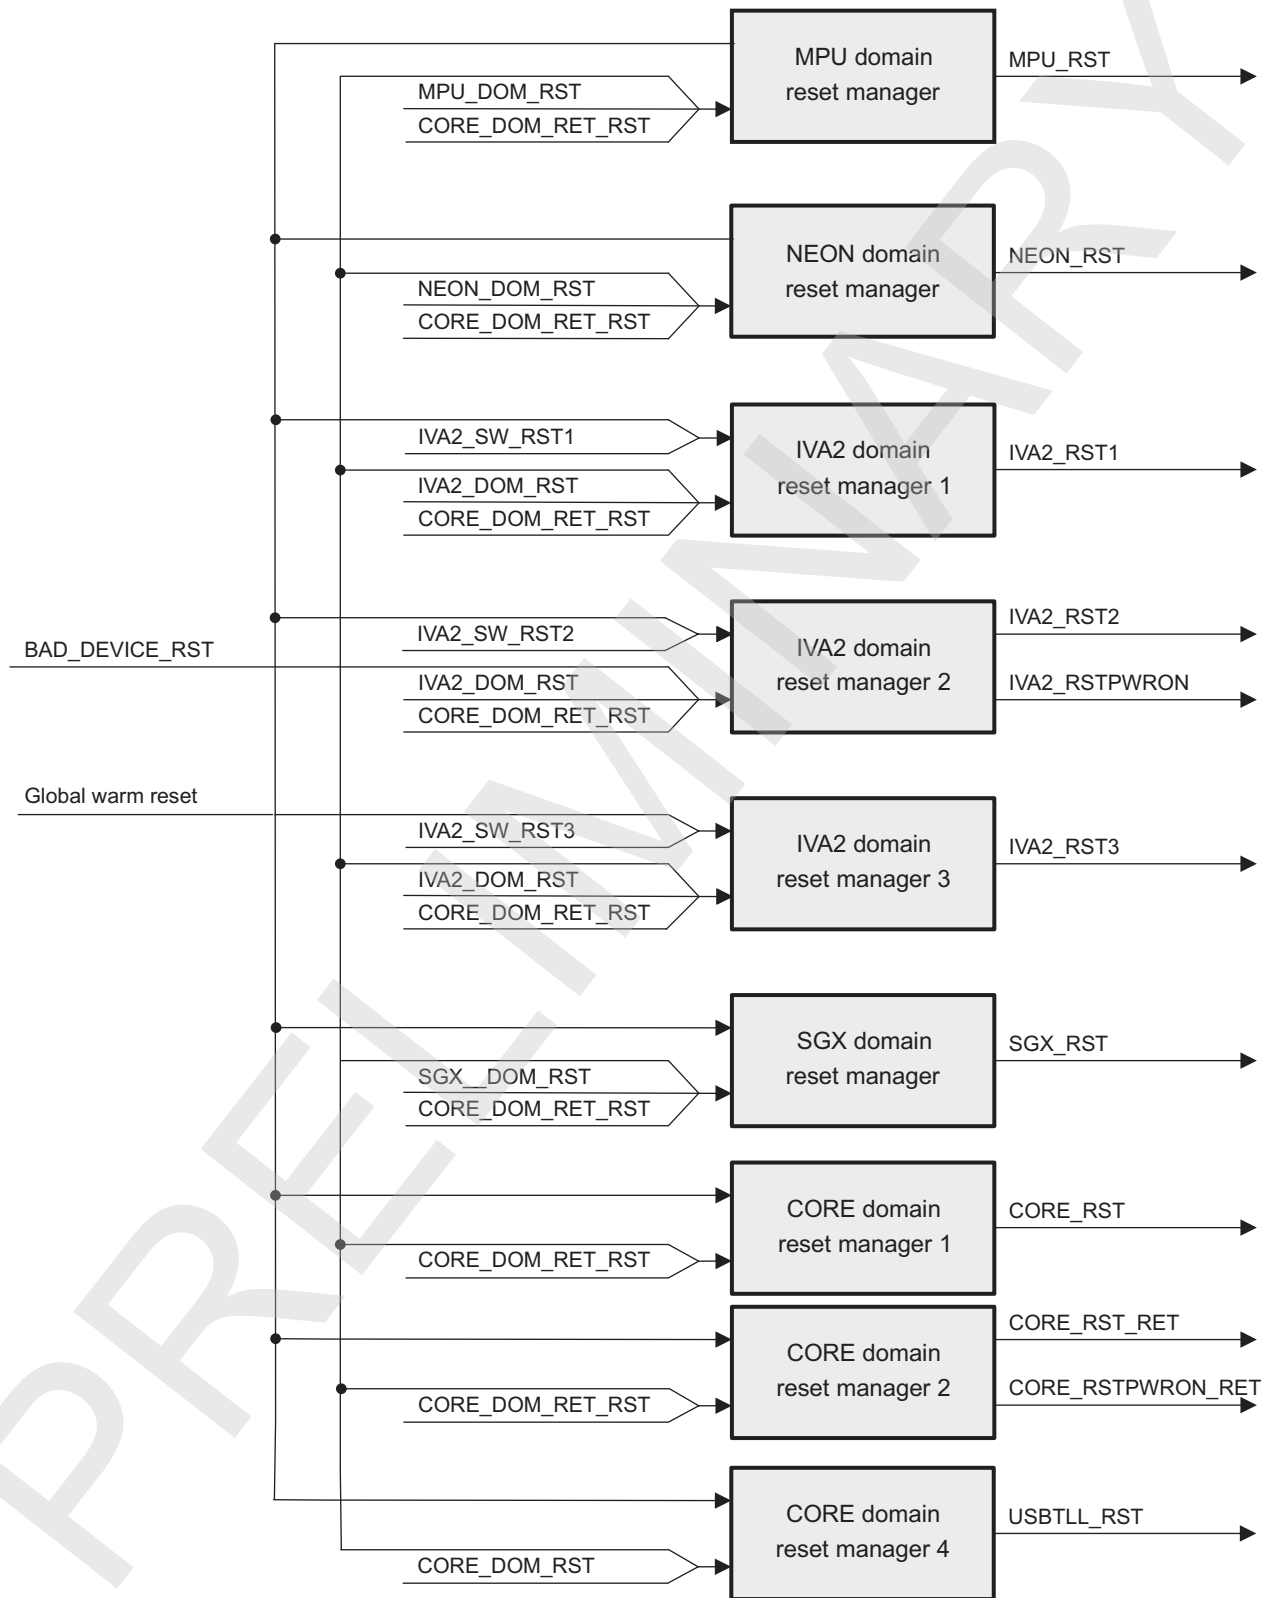 MPU domain
reset manager
MPU_RST
MPU_DOM_RST
CORE_DOM_RET_RST
NEON domain
reset manager
NEON_RST
NEON_DOM_RST
CORE_DOM_RET_RST
IVA2_SW_RST1
IVA2 domain
reset manager 1
IVA2_RST1
IVA2_DOM_RST
CORE_DOM_RET_RST
BAD_DEVICE_RST
IVA2_SW_RST2
IVA2 domain
reset manager 2
IVA2_RST2
IVA2_RSTPWRON
IVA2_DOM_RST
CORE_DOM_RET_RST
Global warm reset
IVA2_SW_RST3
IVA2 domain
reset manager 3
IVA2_RST3
IVA2_DOM_RST
CORE_DOM_RET_RST
SGX domain
reset manager
SGX_RST
SGX__DOM_RST
CORE_DOM_RET_RST
CORE domain
reset manager 1
CORE_RST
CORE_DOM_RET_RST
CORE domain
reset manager 2
CORE_RST_RET
CORE_RSTPWRON_RET
CORE_DOM_RET_RST
CORE domain
reset manager 4
USBTLL_RST
CORE_DOM_RST
PRELIMINARY